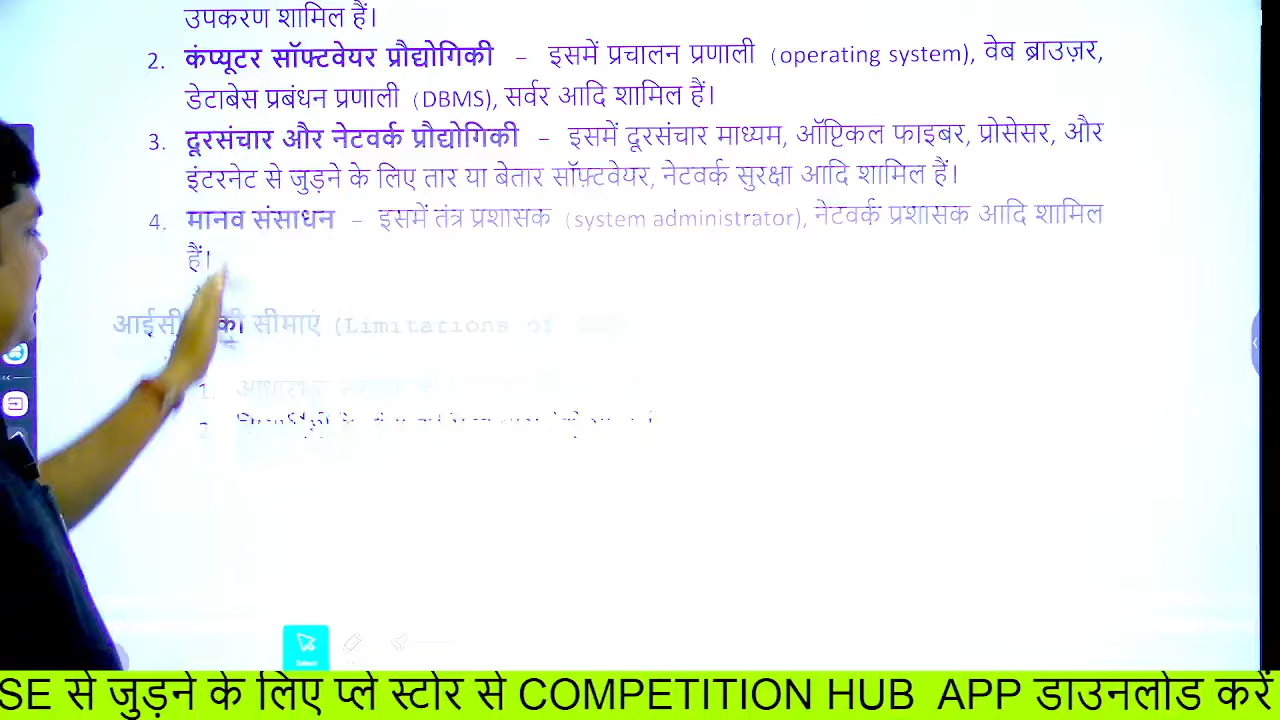 उपकरण शामिल हैं।
2. कंप्यूटर सॉफ्टवेयर प्रौद्योगिकी – इसमें प्रचालन प्रणाली (operating system), वेब ब्राउज़र,
डेटाबेस प्रबंधन प्रणाली (DBMS), सर्वर आदि शामिल हैं।
3. दूरसंचार और नेटवर्क प्रौद्योगिकी – इसमें दूरसंचार माध्यम, ऑप्टिकल फाइबर, प्रोसेसर, और
इंटरनेट से जुड़ने के लिए तार या बेतार सॉफ़्टवेयर, नेटवर्क सुरक्षा आदि शामिल हैं।
4. मानव संसाधन – इसमें तंत्र प्रशासक (system administrator), नेटवर्क प्रशासक आदि शामिल
हैं।
की सीमाएं (Limitations of
1.
2.
SE से जुड़ने के लिए प्ले स्टोर से COMPETITION HUB APP डाउनलोड करें